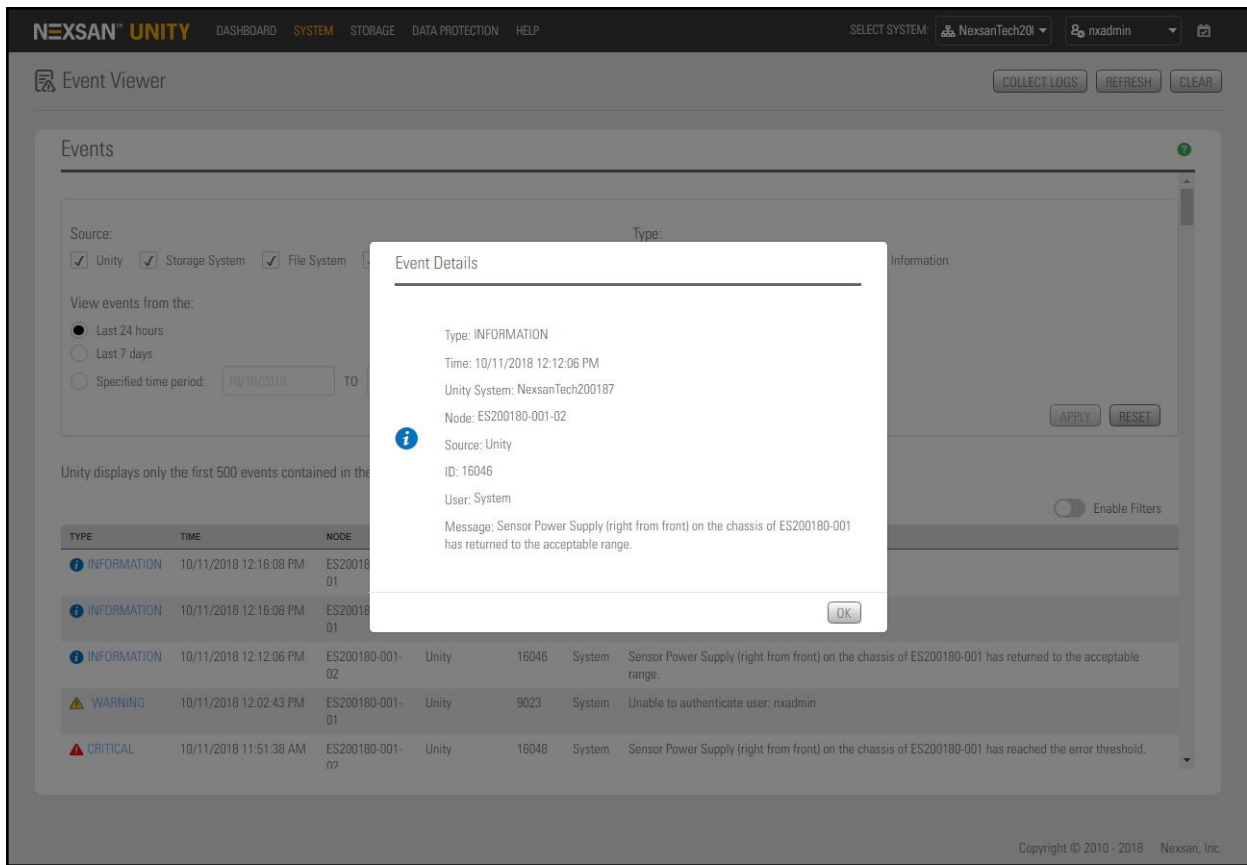 NEXSAN™ UNITY DASHBOARD SYSTEM STORAGE DATA PROTECTION HELP SELECT SYSTEM: NexsanTech20 nxadmin
Event Viewer COLLECT LOGS REFRESH CLEAR
Events
Source: Type:
Unity Storage System File System Information
View events from the:
Last 24 hours
Last 7 days
Specified time period: 10/10/2018 TO
APPLY RESET
Event Details
Type: INFORMATION
Time: 10/11/2018 12:12:06 PM
Unity System: NexsanTech200187
Node: ES200180-001-02
Source: Unity
ID: 16046
User: System
Message: Sensor Power Supply (right from front) on the chassis of ES200180-001
has returned to the acceptable range.
OK
Unity displays only the first 500 events contained in the
Enable Filters
TYPE TIME NODE
INFORMATION 10/11/2018 12:16:08 PM ES20018
01
INFORMATION 10/11/2018 12:16:08 PM ES20018
01
INFORMATION 10/11/2018 12:12:06 PM ES200180-001- Unity 16046 System Sensor Power Supply (right from front) on the chassis of ES200180-001 has returned to the acceptable
02 range.
WARNING 10/11/2018 12:02:43 PM ES200180-001- Unity 9023 System Unable to authenticate user: nxadmin
01
CRITICAL 10/11/2018 11:51:38 AM ES200180-001- Unity 16048 System Sensor Power Supply (right from front) on the chassis of ES200180-001 has reached the error threshold.
02
Copyright © 2010 - 2018 Nexsan, Inc.